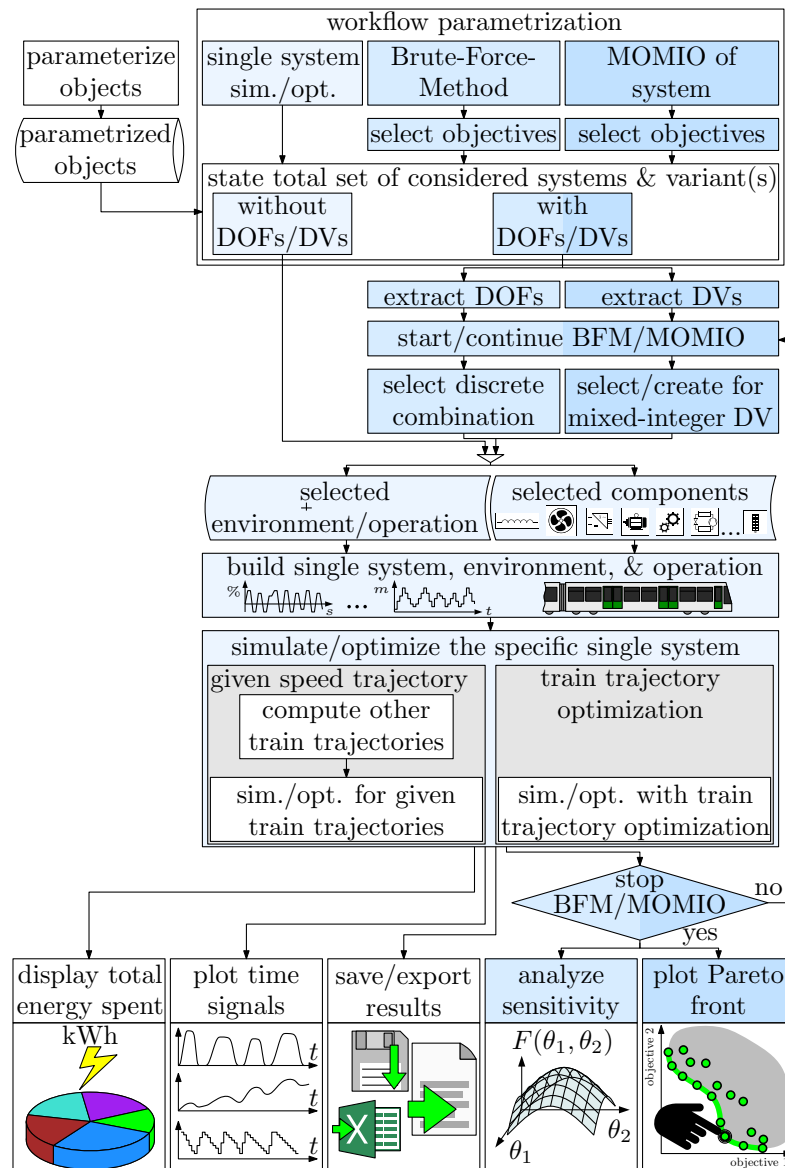 workflow parametrization
parameterize
objects
parametrized
objects
single system
sim./opt.
Brute-Force-
Method
MOMIO of
system
select objectives
select objectives
state total set of considered systems & variant(s)
without
DOFs/DVs
with
DOFs/DVs
extract DOFs
extract DVs
start/continue BFM/MOMIO
select discrete
combination
select/create for
mixed-integer DV
selected
+
environment/operation
selected components
...
build single system, environment, & operation
%
s
...
m
t
simulate/optimize the specific single system
given speed trajectory
compute other
train trajectories
sim./opt. for given
train trajectories
train trajectory
optimization
sim./opt. with train
trajectory optimization
stop
BFM/MOMIO
no
yes
display total
energy spent
kWh
plot time
signals
t
t
t
save/export
results
X
analyze
sensitivity
F(θ₁, θ₂)
θ₁
θ₂
plot Pareto
front
objective 2
objective